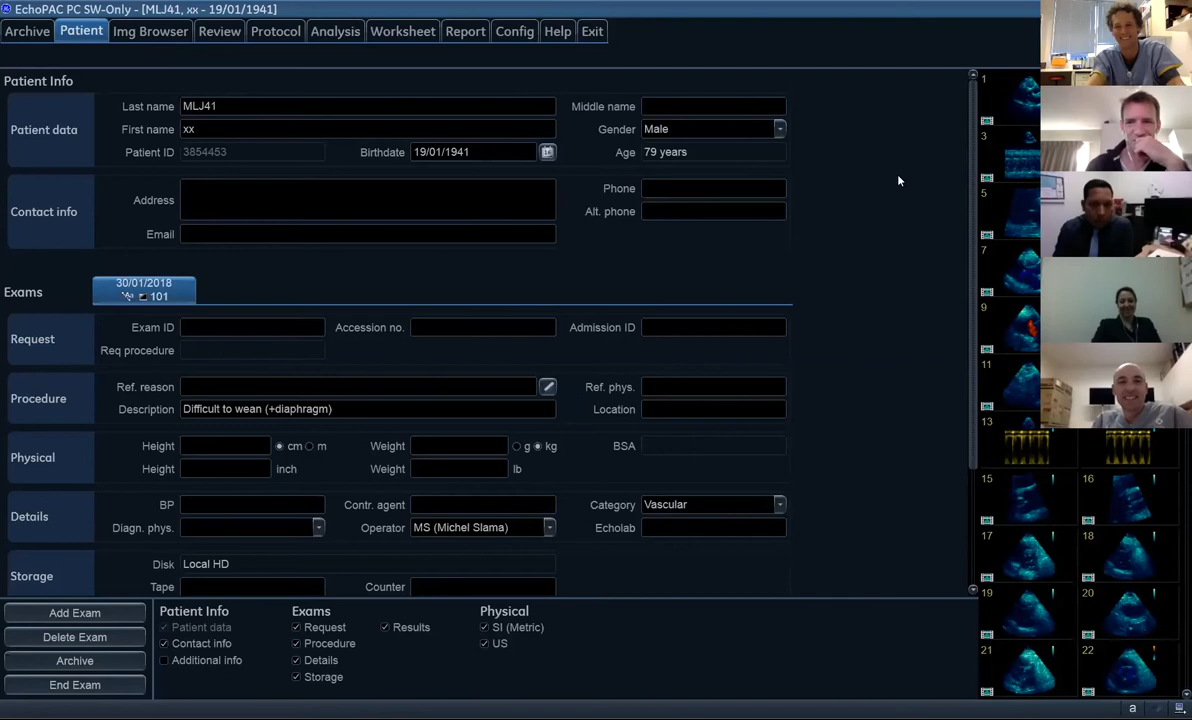 EchoPAC PC SW-Only - [MLJ41, xx - 19/01/1941]
Archive Patient Img Browser Review Protocol Analysis Worksheet Report Config Help Exit
Patient Info
Patient data
Last name MLJ41 Middle name
First name xx Gender Male
Patient ID 3854453 Birthdate 19/01/1941 Age 79 years
Contact info
Address Phone
Alt. phone
Email
Exams 30/01/2018
101
Request
Exam ID Accession no. Admission ID
Req procedure
Procedure
Ref. reason Ref. phys.
Description Difficult to wean (+diaphragm) Location
Physical
Height cm m Weight g kg BSA
Height inch Weight lb
Details
BP Contr. agent Category Vascular
Diagn. phys. Operator MS (Michel Slama) Echolab
Storage
Disk Local HD
Tape Counter
Add Exam
Delete Exam
Archive
End Exam
Patient Info
Patient data
Contact info
Additional info
Exams
Request Results
Procedure
Details
Storage
Physical
SI (Metric)
US
1
3
5
7
9
11
13
15 16
17 18
19 20
21 22
a